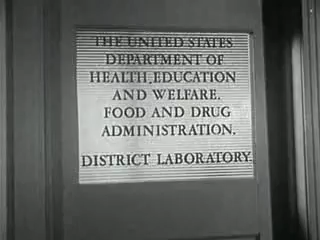 THE UNITED STATES
DEPARTMENT OF
HEALTH, EDUCATION
AND WELFARE.
FOOD AND DRUG
ADMINISTRATION.
DISTRICT LABORATORY